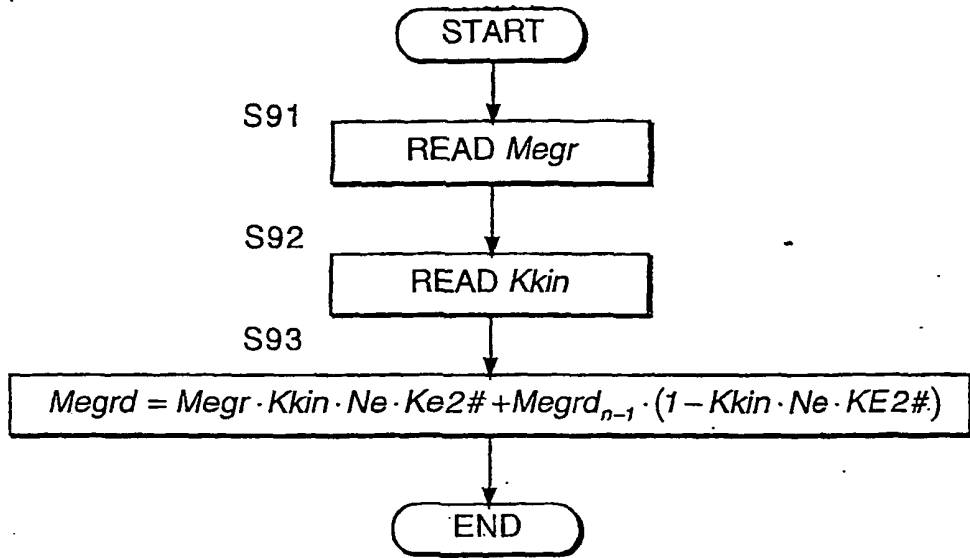 START
S91
READ Megr
S92
READ Kkin
S93
Megrd = Megr·Kkin·Ne·Ke2# +Megrdₙ₋₁·(1−Kkin·Ne·KE2#)
END